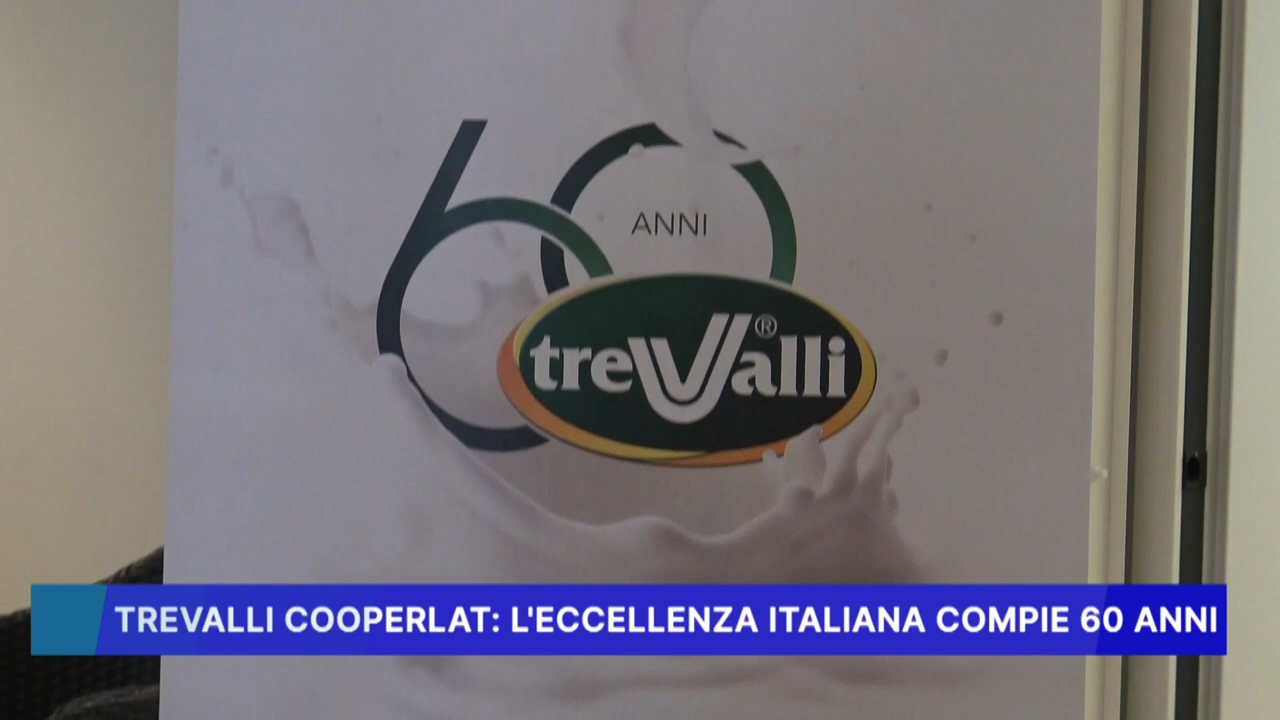 60
ANNI
treValli®
TREVALLI COOPERLAT: L'ECCELLENZA ITALIANA COMPIE 60 ANNI